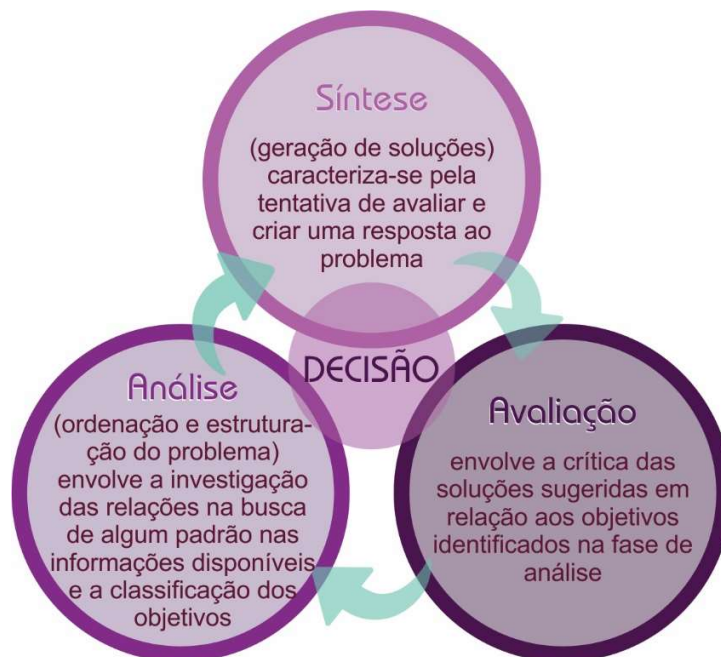 Síntese
(geração de soluções)
caracteriza-se pela
tentativa de avaliar e
criar uma resposta ao
problema
DECISÃO
Análise
(ordenação e estrutura-
ção do problema)
envolve a investigação
das relações na busca
de algum padrão nas
informações disponíveis
e a classificação dos
objetivos
Avaliação
envolve a crítica das
soluções sugeridas em
relação aos objetivos
identificados na fase de
análise